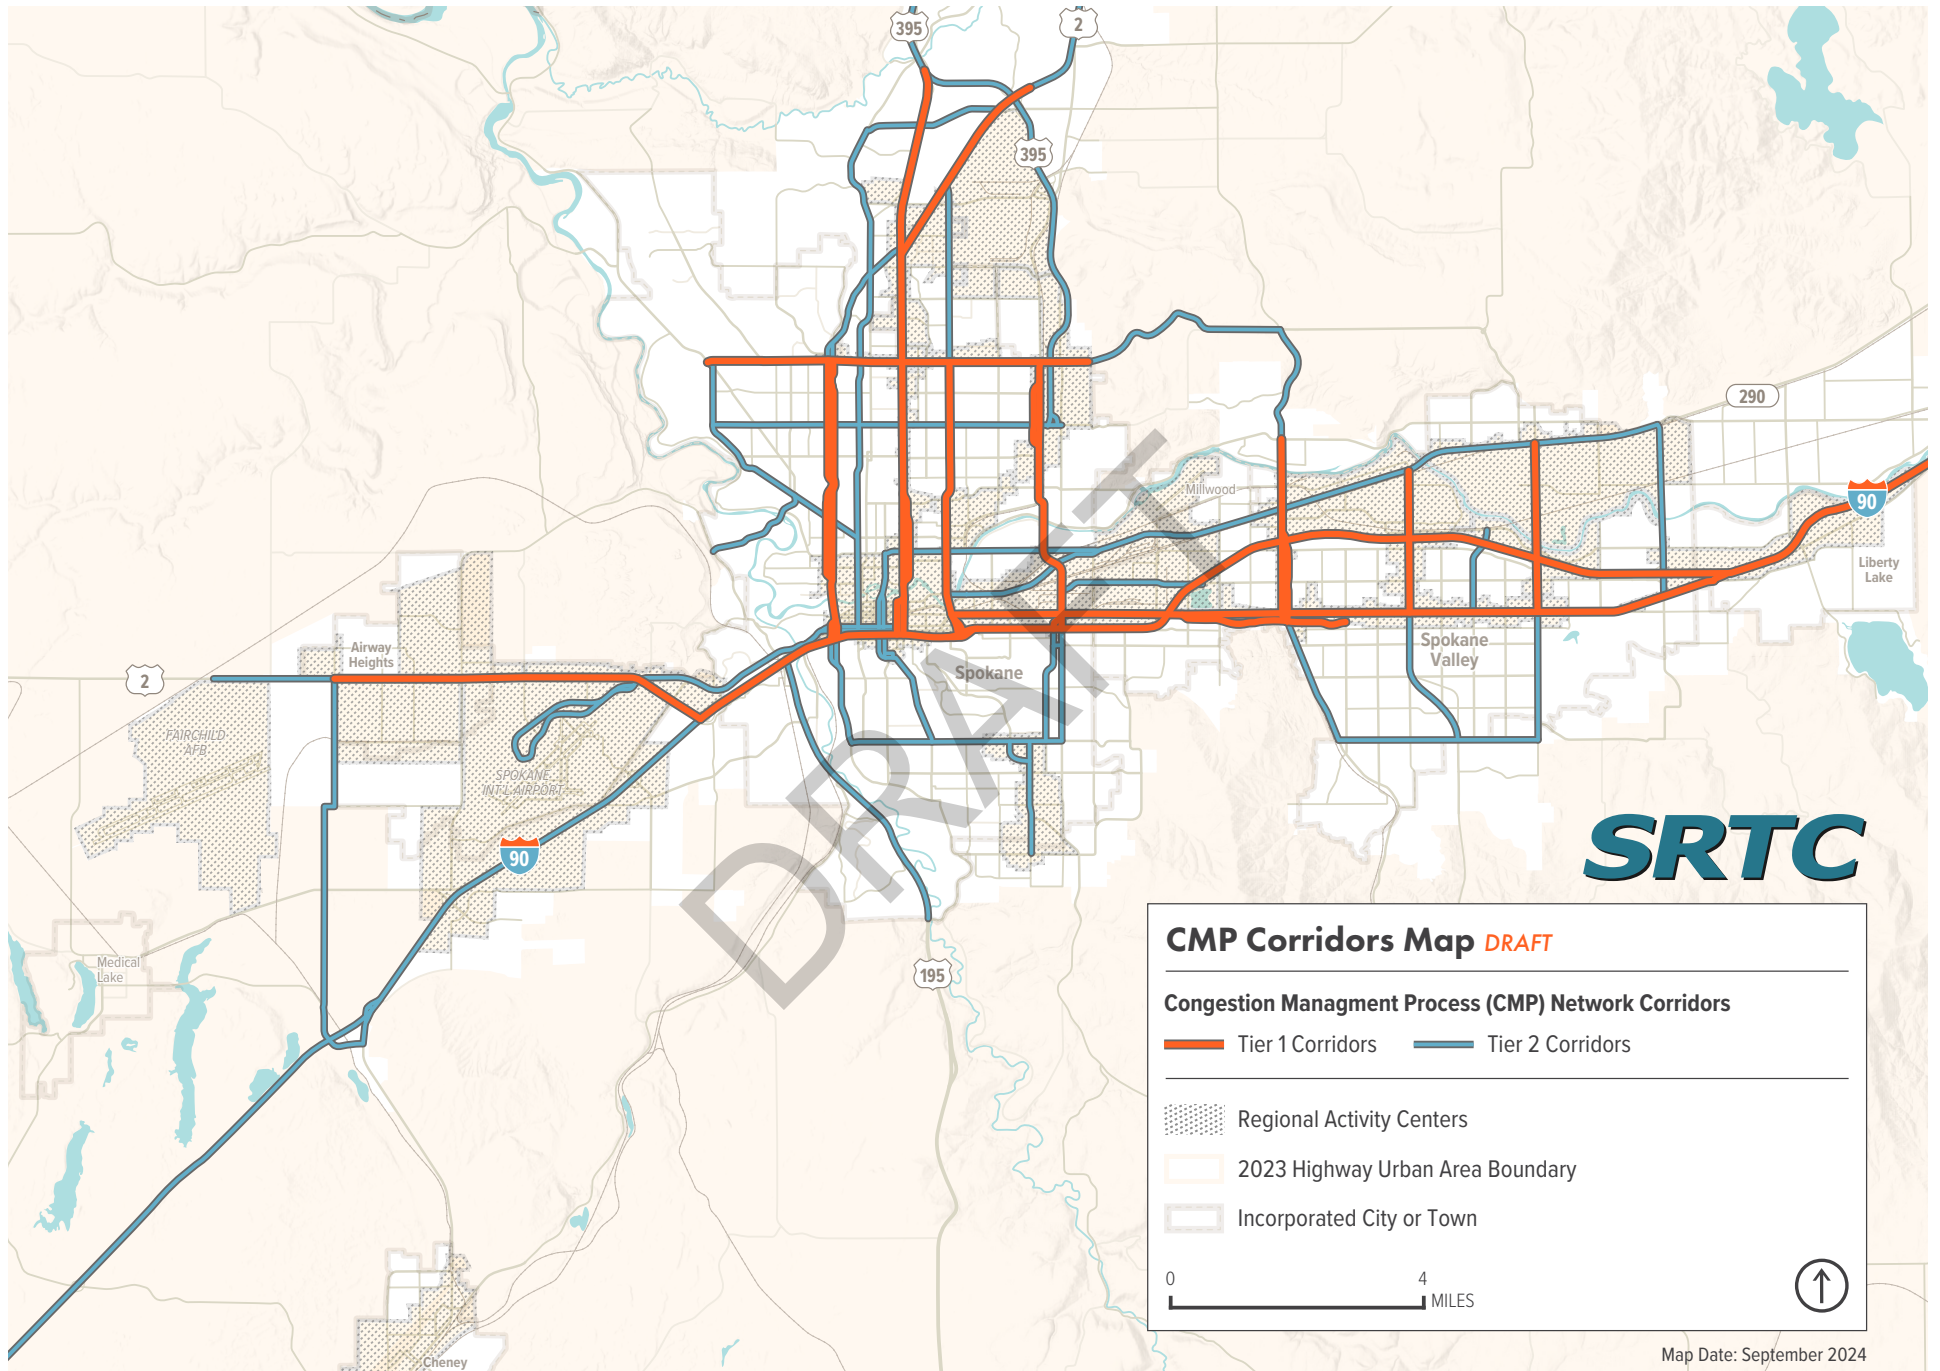 395
2
395
290
Millwood
90
Liberty
Lake
Airway
Heights
Spokane
Valley
2
Spokane
FAIRCHILD
AFB
SPOKANE
INT'L AIRPORT
DRAFT
90
SRTC
Medical
Lake
195
CMP Corridors Map DRAFT
Congestion Managment Process (CMP) Network Corridors
Tier 1 Corridors Tier 2 Corridors
Regional Activity Centers
2023 Highway Urban Area Boundary
Incorporated City or Town
0 4
MILES
Cheney
Map Date: September 2024